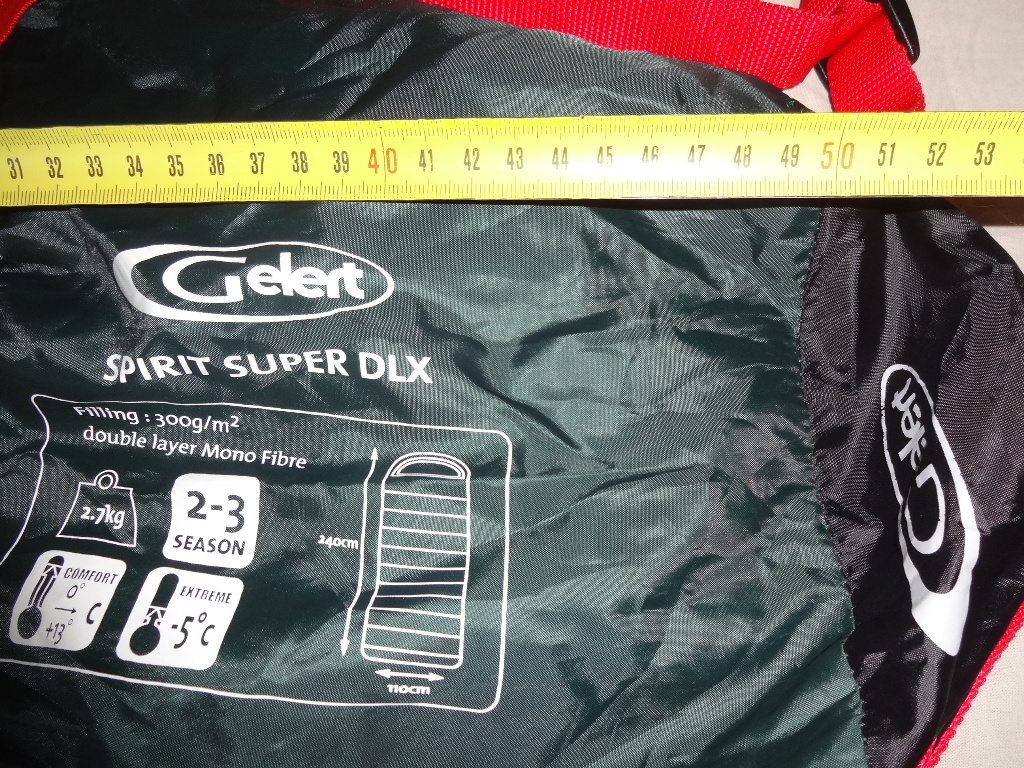 31 32 33 34 35 36 37 38 39 40 41 42 43 44 45 46 47 48 49 50 51 52 53
Gelert
SPIRIT SUPER DLX
Filling : 300g/m²
double layer Mono Fibre
2.7kg
2-3
SEASON
240cm
COMFORT
0°
→ C
+13°
EXTREME
-5°C
110cm
Gelert